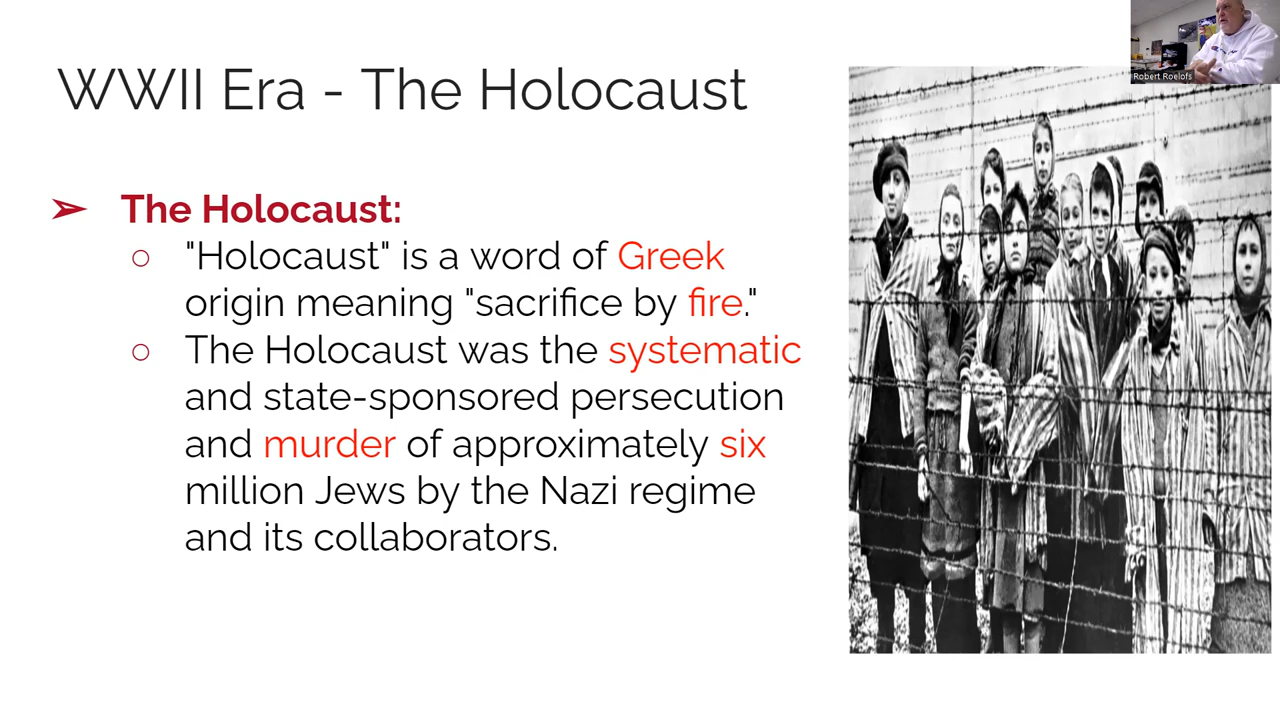 WWII Era - The Holocaust
Robert Roelofs
➢ The Holocaust:
○ "Holocaust" is a word of Greek
origin meaning "sacrifice by fire."
○ The Holocaust was the systematic
and state-sponsored persecution
and murder of approximately six
million Jews by the Nazi regime
and its collaborators.